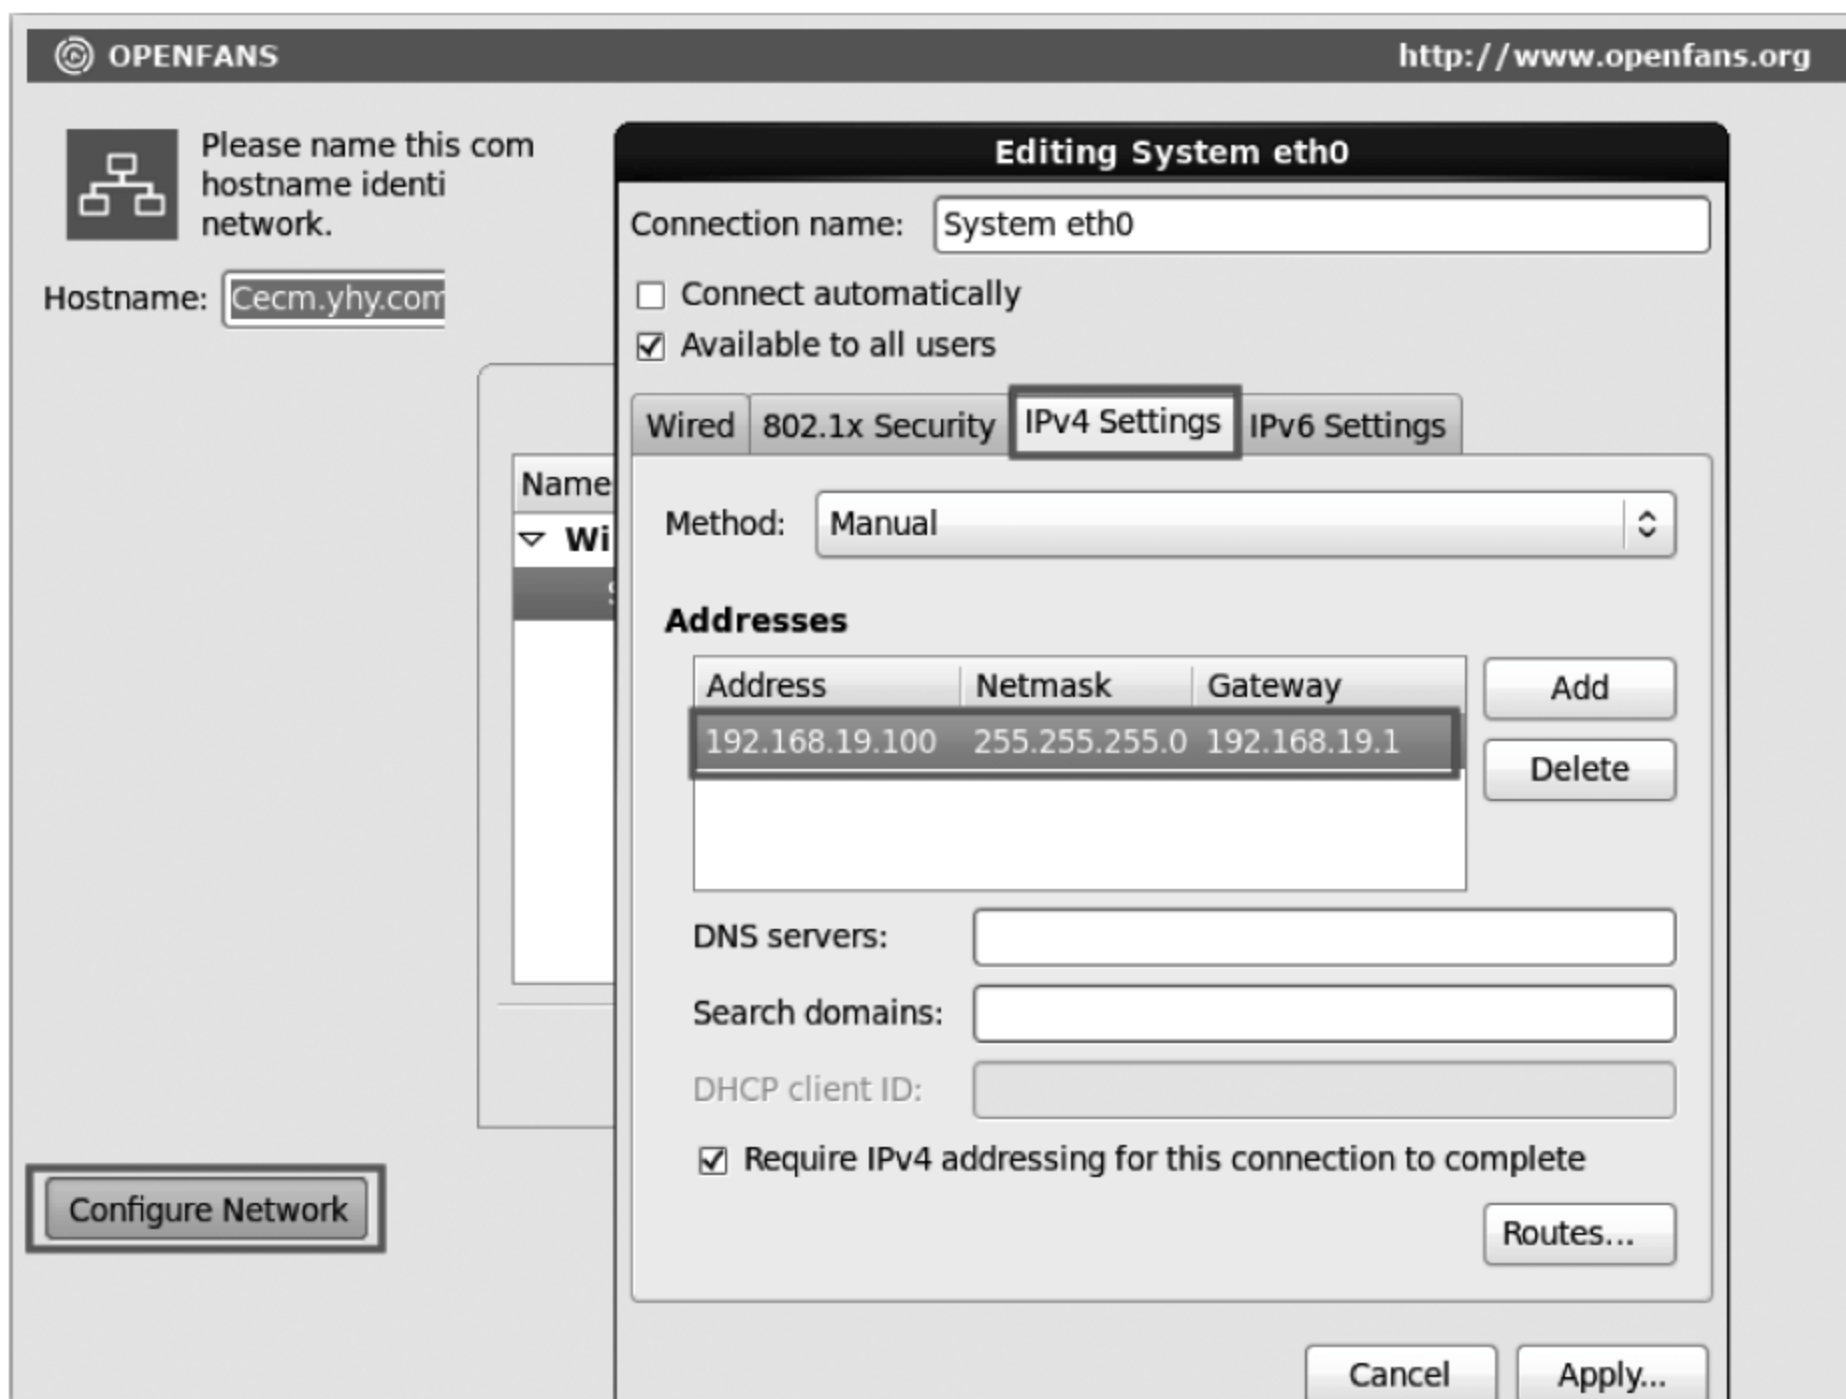 OPENFANS
http://www.openfans.org
Please name this com
hostname identi
network.
Hostname: Cecm.yhy.com
Name
Wi
Editing System eth0
Connection name: System eth0
Connect automatically
Available to all users
Wired 802.1x Security IPv4 Settings IPv6 Settings
Method: Manual
Addresses
Address Netmask Gateway
192.168.19.100 255.255.255.0 192.168.19.1
Add
Delete
DNS servers:
Search domains:
DHCP client ID:
Require IPv4 addressing for this connection to complete
Routes...
Configure Network
Cancel Apply...